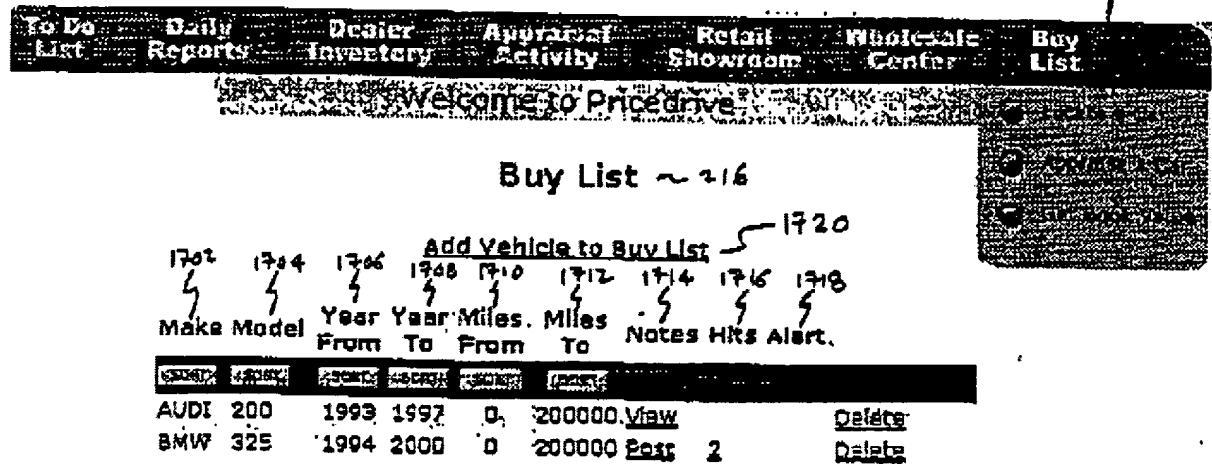 To Do List Daily Reports Dealer Inventory Appraisal Activity Retail Showroom Wholesale Center Buy List
Welcome to Pricedrive
Buy List ~ 216
Add Vehicle to Buy List 1720
1702 1704 1706 1708 1710 1712 1714 1716 1718
Make Model Year From Year To Miles From Miles To Notes Hits Alert.
AUDI 200 1993 1997 0 200000 View Delete
BMW 325 1994 2000 0 200000 Post 2 Delete